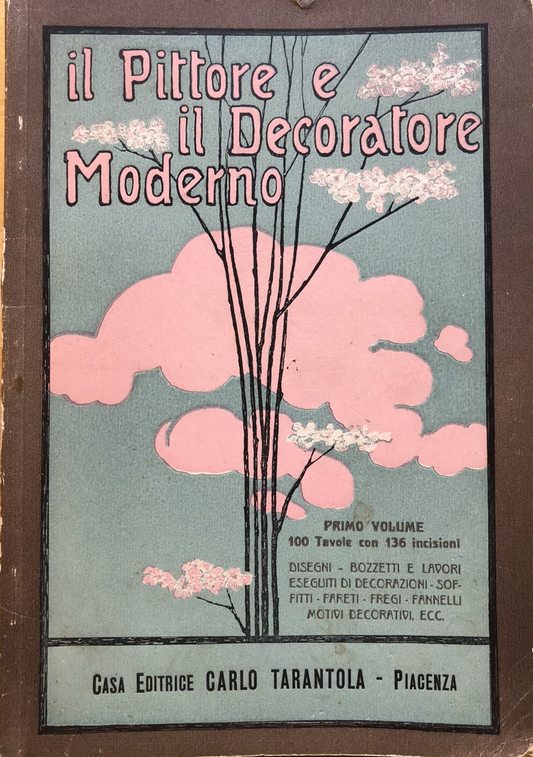 il Pittore e
il Decoratore
Moderno
PRIMO VOLUME
100 Tavole con 136 incisioni
DISEGNI - BOZZETTI E LAVORI
ESEGUITI DI DECORAZIONI - SOF-
FITTI - PARETI - FREGI - PANNELLI
MOTIVI DECORATIVI, ECC.
CASA EDITRICE CARLO TARANTOLA - PIACENZA